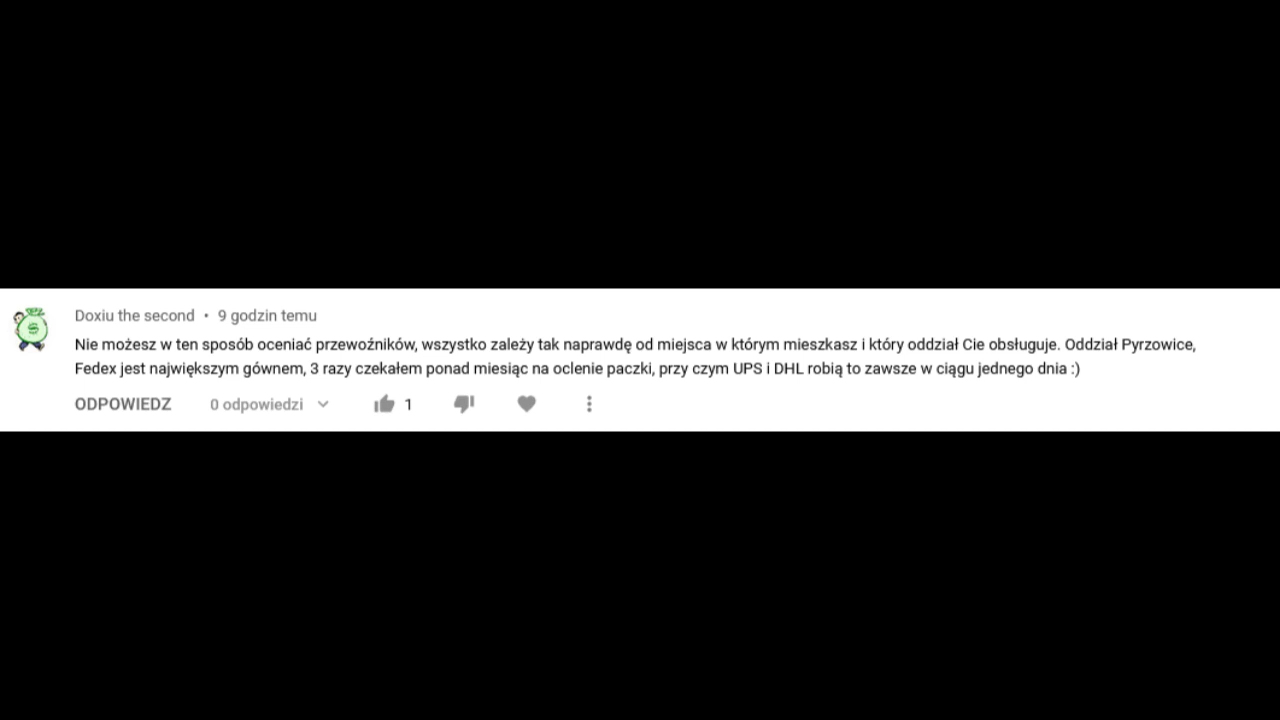 Doxiu the second • 9 godzin temu
Nie możesz w ten sposób oceniać przewoźników, wszystko zależy tak naprawdę od miejsca w którym mieszkasz i który oddział Cie obsługuje. Oddział Pyrzowice,
Fedex jest największym gównem, 3 razy czekałem ponad miesiąc na oclenie paczki, przy czym UPS i DHL robią to zawsze w ciągu jednego dnia :)
ODPOWIEDZ 0 odpowiedzi 1